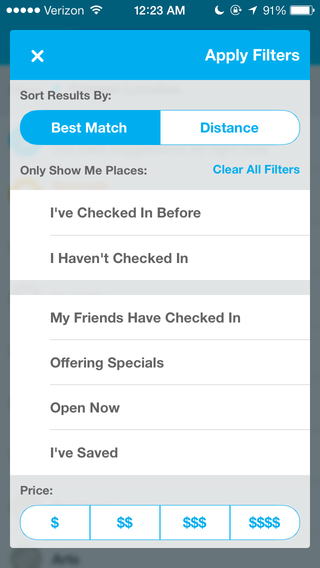 Verizon 12:23 AM 91%
Apply Filters
Sort Results By:
Best Match Distance
Only Show Me Places: Clear All Filters
I've Checked In Before
I Haven't Checked In
My Friends Have Checked In
Offering Specials
Open Now
I've Saved
Price:
$ $$ $$$ $$$$
Arts